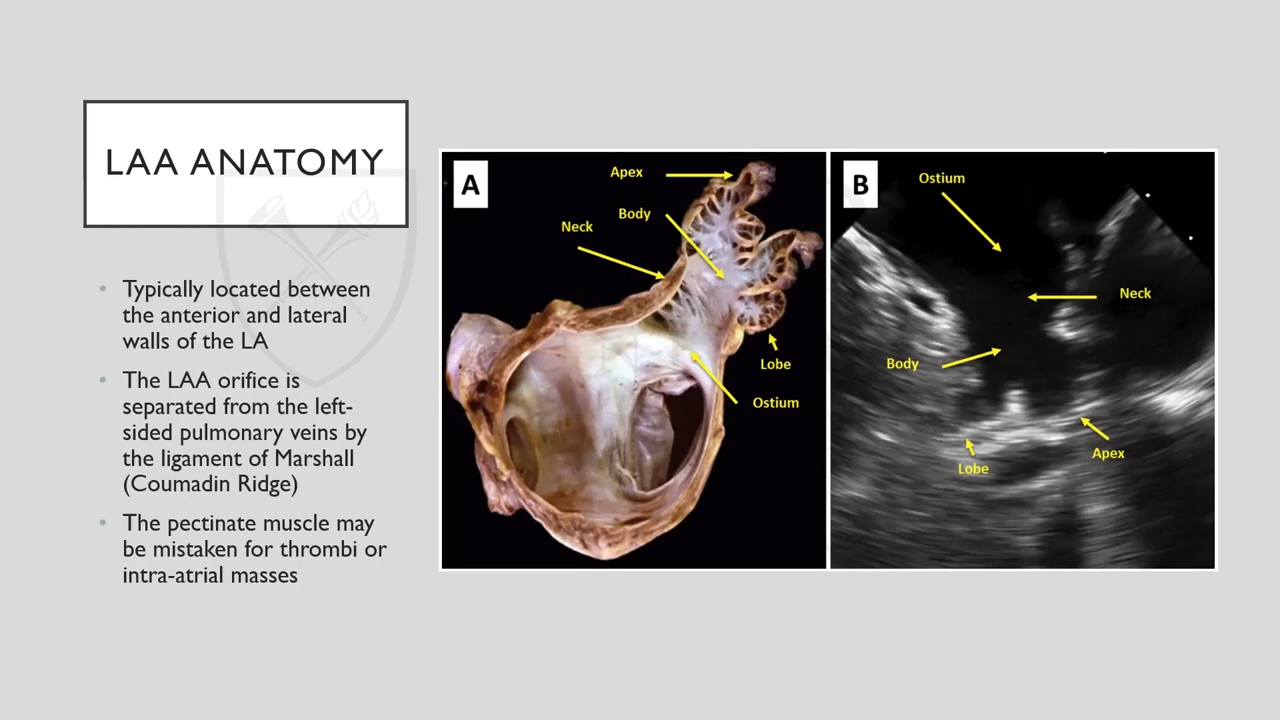 LAA ANATOMY
• Typically located between
the anterior and lateral
walls of the LA
• The LAA orifice is
separated from the left-
sided pulmonary veins by
the ligament of Marshall
(Coumadin Ridge)
• The pectinate muscle may
be mistaken for thrombi or
intra-atrial masses
A
Apex
Body
Neck
Lobe
Ostium
B
Ostium
Neck
Body
Apex
Lobe